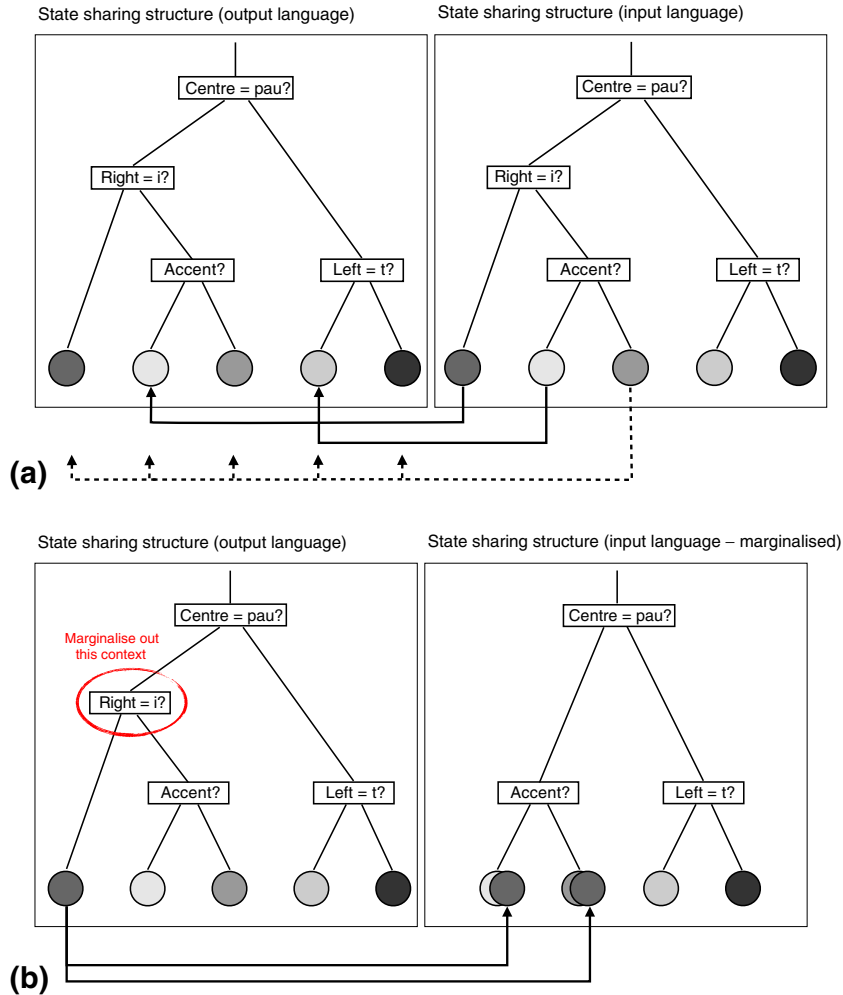 State sharing structure (output language)
State sharing structure (input language)
Centre = pau?
Centre = pau?
Right = i?
Right = i?
Accent?
Left = t?
Accent?
Left = t?
(a)
State sharing structure (output language)
State sharing structure (input language – marginalised)
Centre = pau?
Centre = pau?
Marginalise out
this context
Right = i?
Accent?
Left = t?
Accent?
Left = t?
(b)